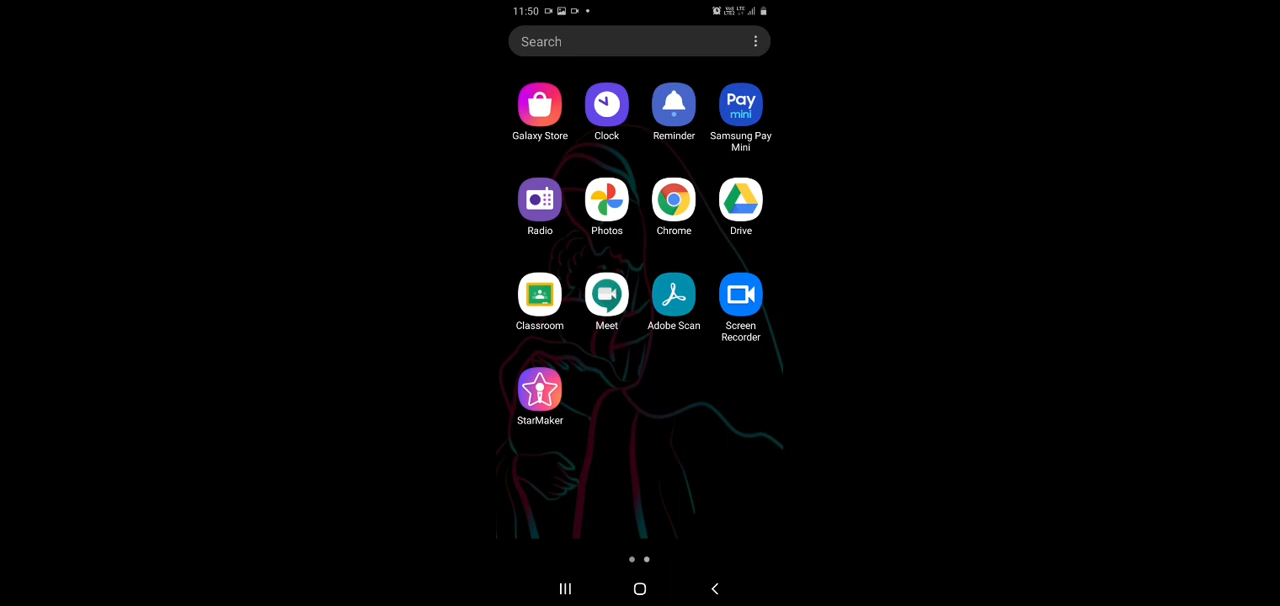 11:50
Search
Galaxy Store Clock Reminder Samsung Pay
Mini
Pay
mini
Radio Photos Chrome Drive
Classroom Meet Adobe Scan Screen
Recorder
StarMaker